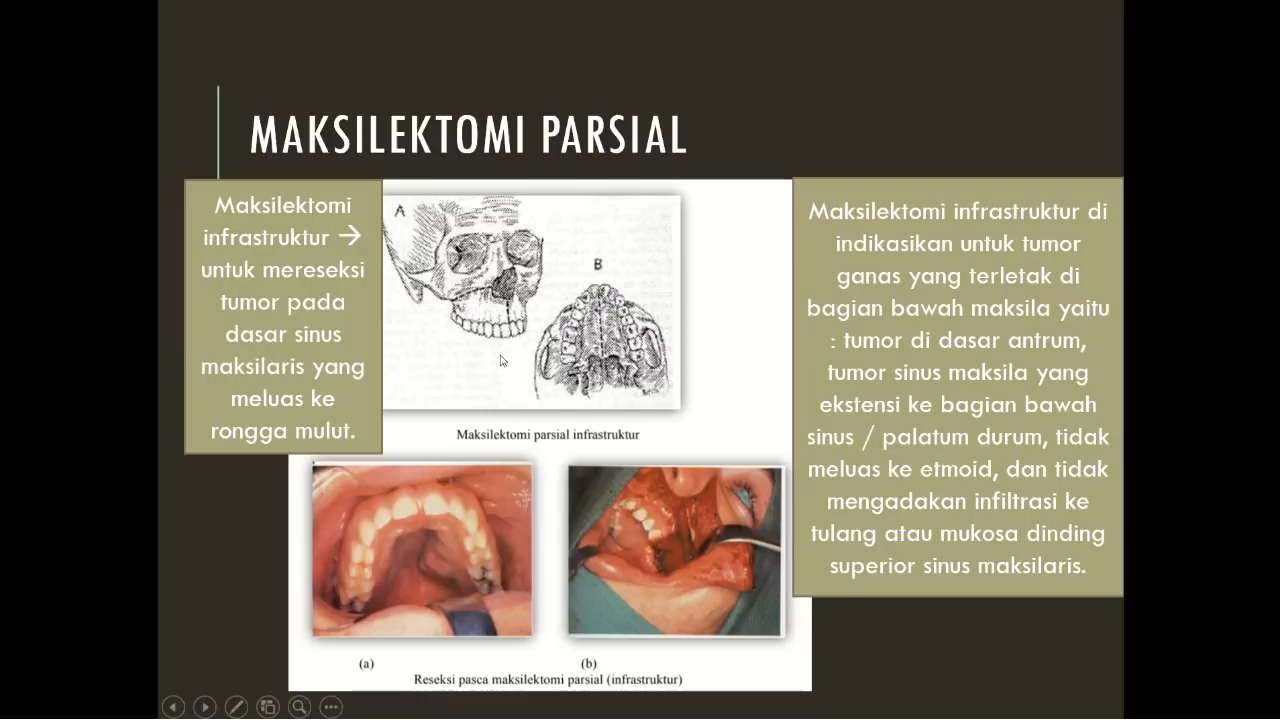 MAKSILEKTOMI PARSIAL
Maksilektomi
infrastruktur →
untuk mereseksi
tumor pada
dasar sinus
maksilaris yang
meluas ke
rongga mulut.
A
B
Maksilektomi parsial infrastruktur
(a)
(b)
Reseksi pasca maksilektomi parsial (infrastruktur)
Maksilektomi infrastruktur di
indikasikan untuk tumor
ganas yang terletak di
bagian bawah maksila yaitu
: tumor di dasar antrum,
tumor sinus maksila yang
ekstensi ke bagian bawah
sinus / palatum durum, tidak
meluas ke etmoid, dan tidak
mengadakan infiltrasi ke
tulang atau mukosa dinding
superior sinus maksilaris.